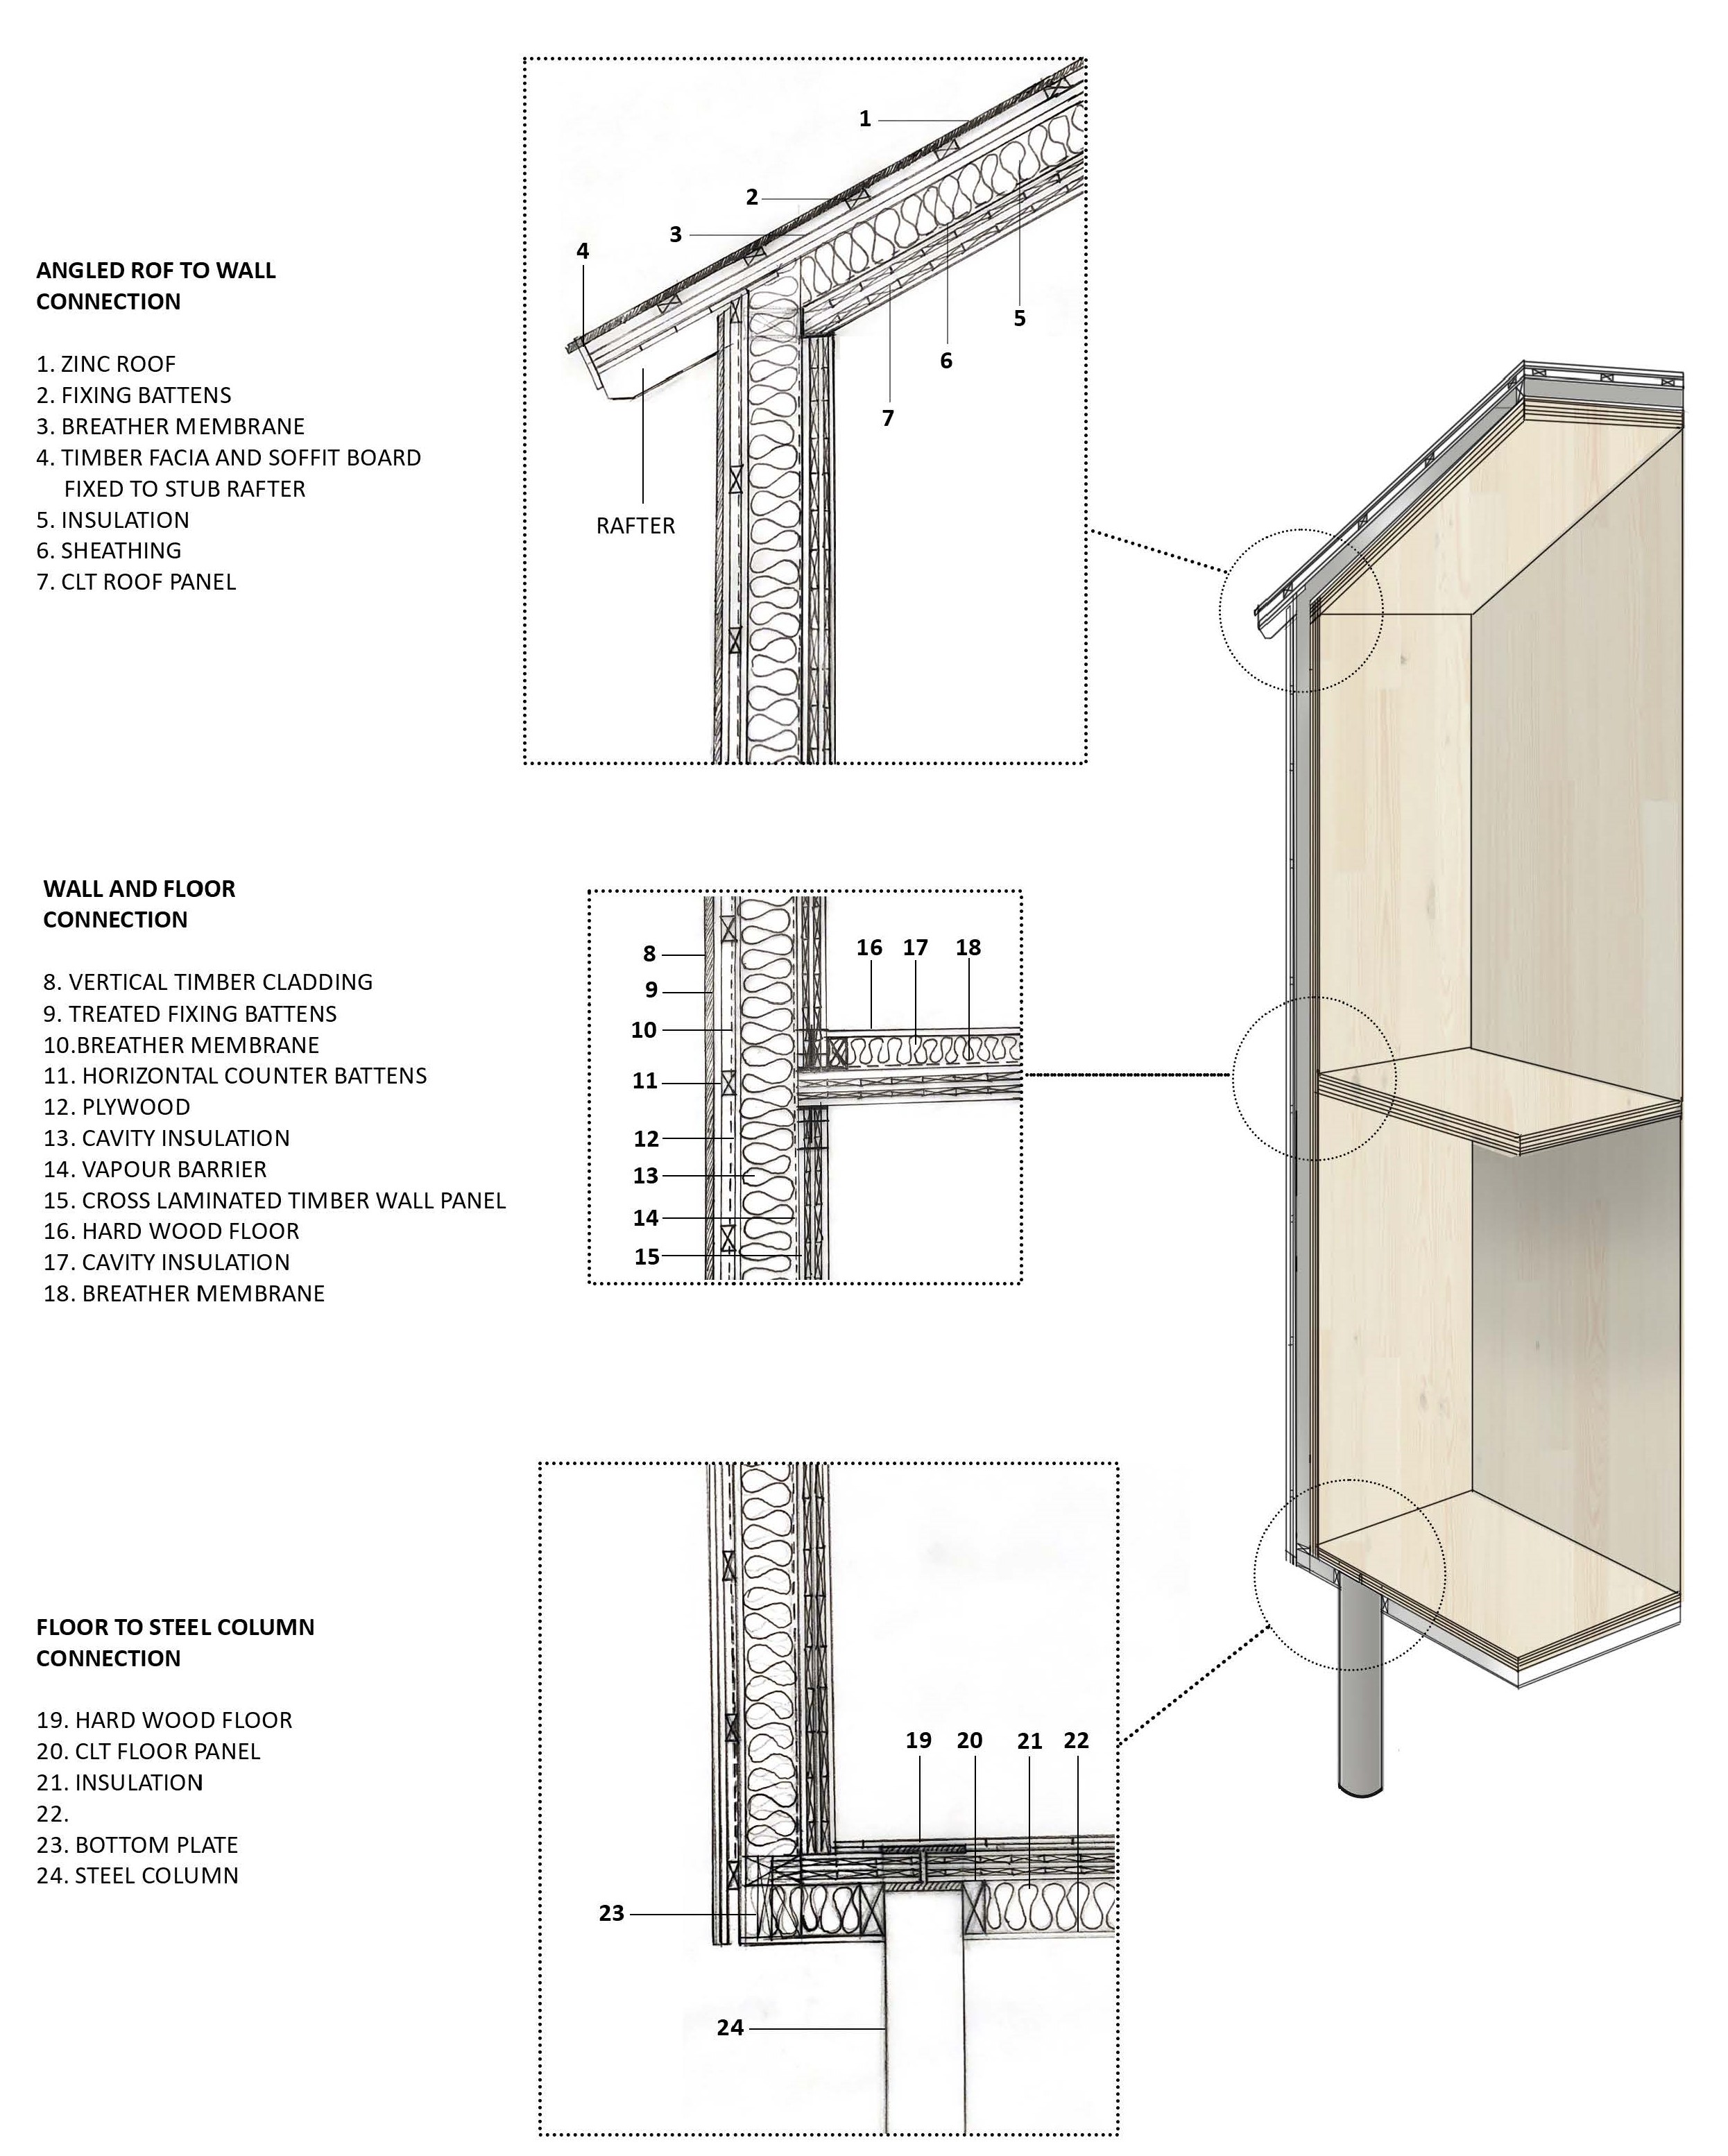 ANGLED ROF TO WALL
CONNECTION
1. ZINC ROOF
2. FIXING BATTENS
3. BREATHER MEMBRANE
4. TIMBER FACIA AND SOFFIT BOARD
FIXED TO STUB RAFTER
5. INSULATION
6. SHEATHING
7. CLT ROOF PANEL
1
2
3
4
5
6
7
RAFTER
WALL AND FLOOR
CONNECTION
8. VERTICAL TIMBER CLADDING
9. TREATED FIXING BATTENS
10.BREATHER MEMBRANE
11. HORIZONTAL COUNTER BATTENS
12. PLYWOOD
13. CAVITY INSULATION
14. VAPOUR BARRIER
15. CROSS LAMINATED TIMBER WALL PANEL
16. HARD WOOD FLOOR
17. CAVITY INSULATION
18. BREATHER MEMBRANE
8
9
10
11
12
13
14
15
16 17 18
FLOOR TO STEEL COLUMN
CONNECTION
19. HARD WOOD FLOOR
20. CLT FLOOR PANEL
21. INSULATION
22.
23. BOTTOM PLATE
24. STEEL COLUMN
19 20 21 22
23
24